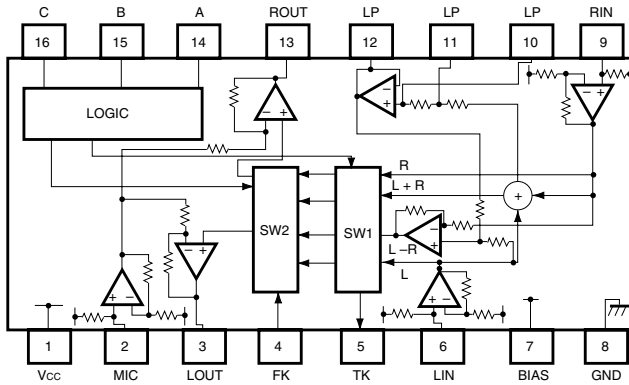 C B A ROUT LP LP LP RIN
16 15 14 13 12 11 10 9
LOGIC
− + − + − +
R
L + R
+
SW2 SW1
− +
− +
L −R
L
+ − + −
1 2 3 4 5 6 7 8
VCC MIC LOUT FK TK LIN BIAS GND